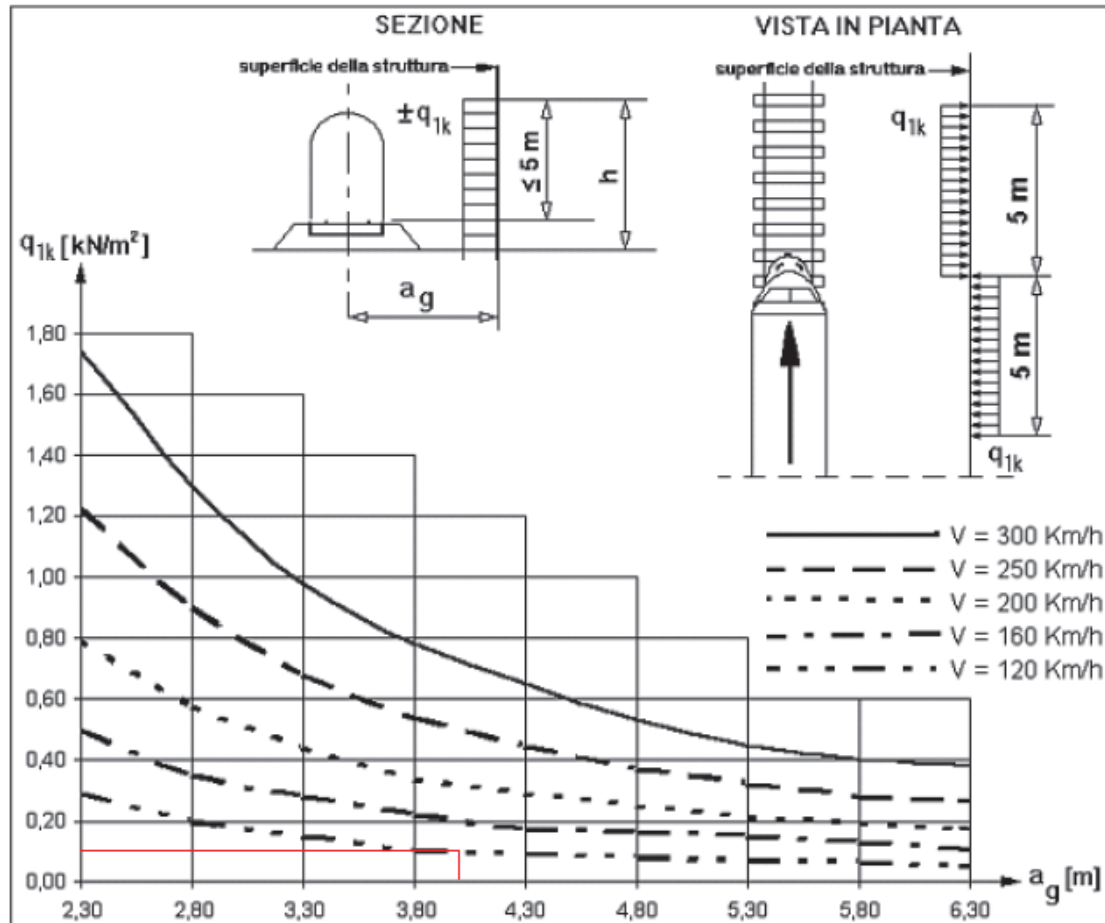 SEZIONE
VISTA IN PIANTA
superficie della struttura
superficie della struttura
±q1k
≤ 5 m
h
q1k
5 m
5 m
q1k
ag
q1k [kN/m²]
1,80
1,60
1,40
1,20
1,00
0,80
0,60
0,40
0,20
0,00
V = 300 Km/h
V = 250 Km/h
V = 200 Km/h
V = 160 Km/h
V = 120 Km/h
ag [m]
2,30 2,80 3,30 3,80 4,30 4,80 5,30 5,80 6,30